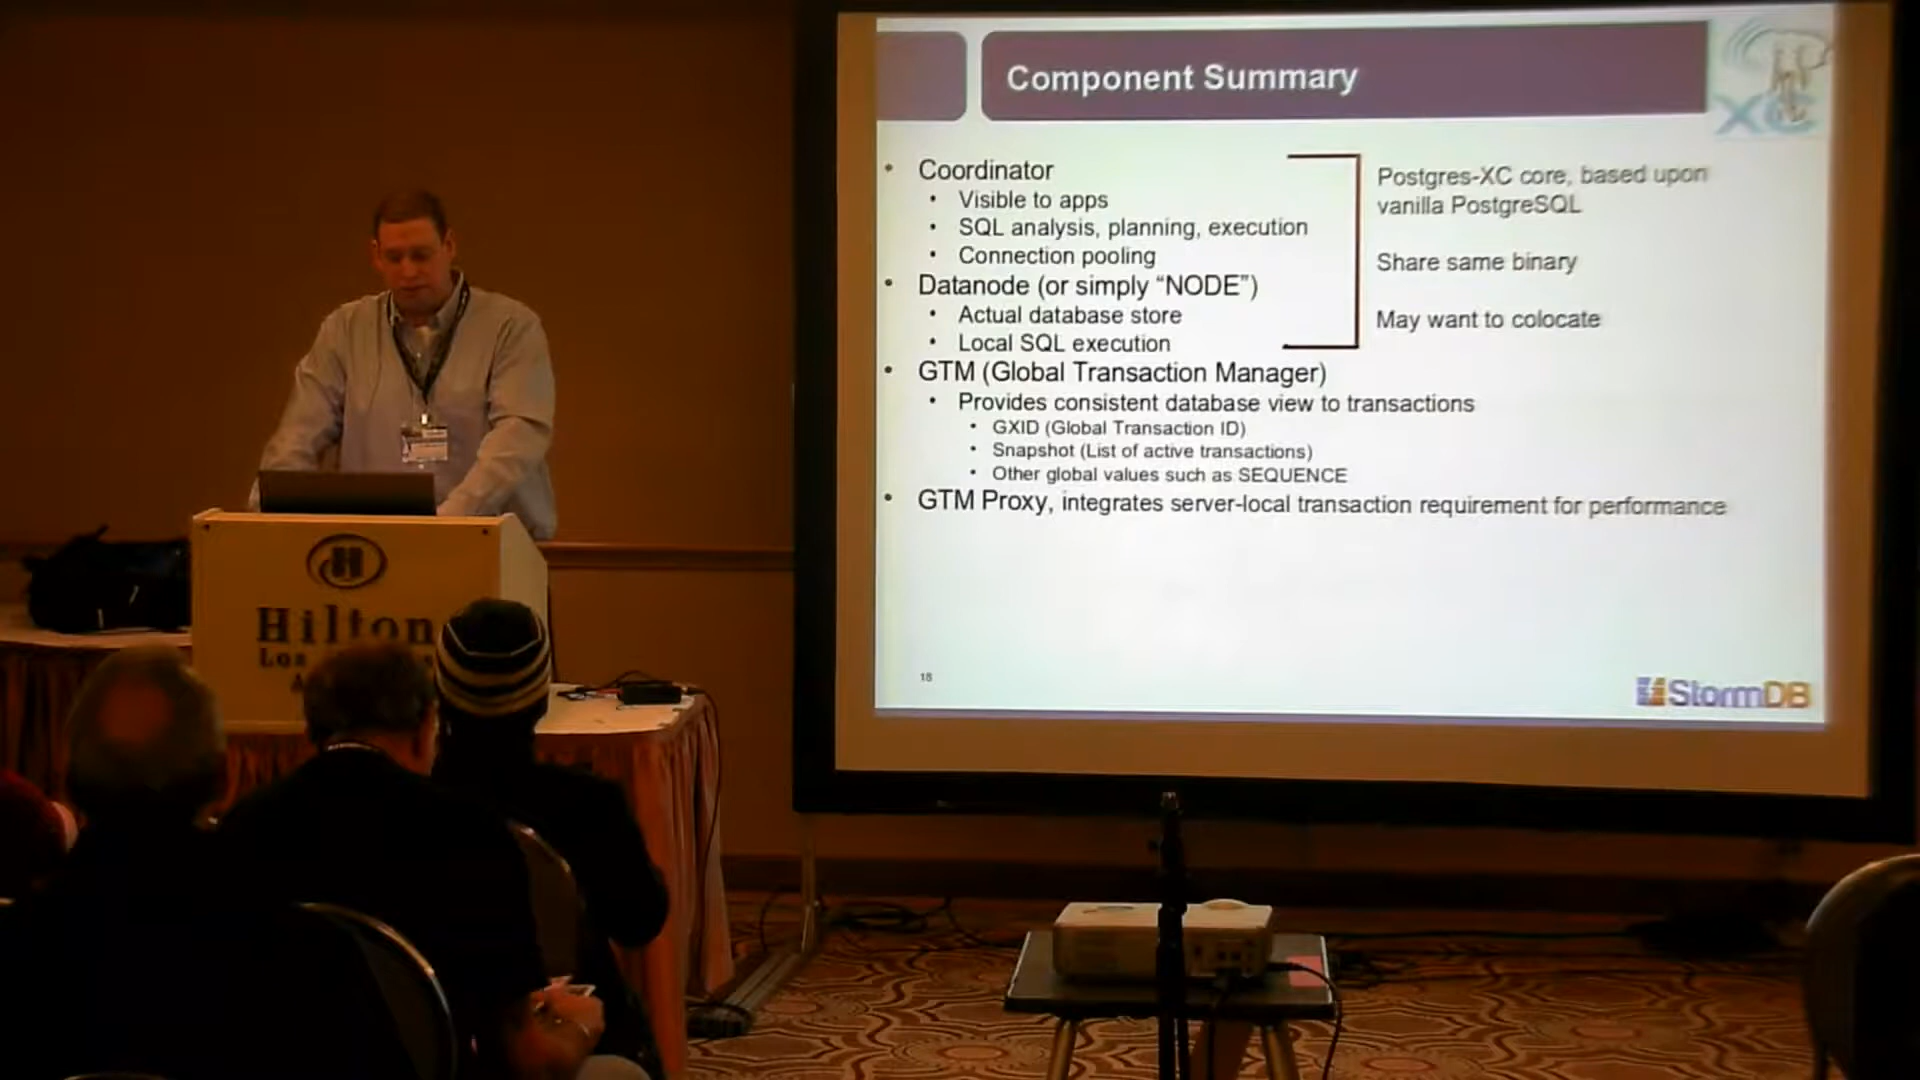 Component Summary
XC
• Coordinator
• Visible to apps
• SQL analysis, planning, execution
• Connection pooling
• Datanode (or simply “NODE”)
• Actual database store
• Local SQL execution
Postgres-XC core, based upon
vanilla PostgreSQL
Share same binary
May want to colocate
• GTM (Global Transaction Manager)
• Provides consistent database view to transactions
• GXID (Global Transaction ID)
• Snapshot (List of active transactions)
• Other global values such as SEQUENCE
• GTM Proxy, integrates server-local transaction requirement for performance
StormDB
Hilton
Los